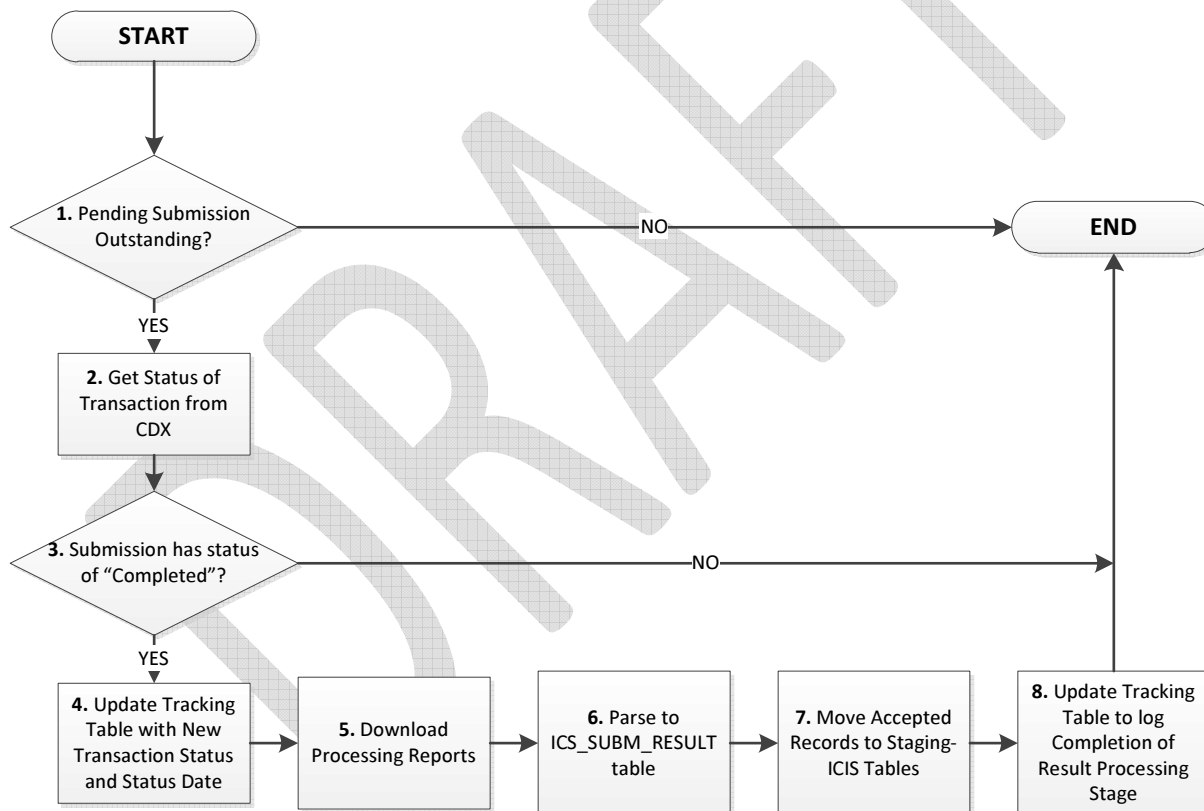 START
1. Pending Submission
Outstanding?
NO
END
YES
2. Get Status of
Transaction from
CDX
3. Submission has status
of “Completed”?
NO
YES
4. Update Tracking
Table with New
Transaction Status
and Status Date
5. Download
Processing Reports
6. Parse to
ICS_SUBM_RESULT
table
7. Move Accepted
Records to Staging-
ICIS Tables
8. Update Tracking
Table to log
Completion of
Result Processing
Stage
DRAFT